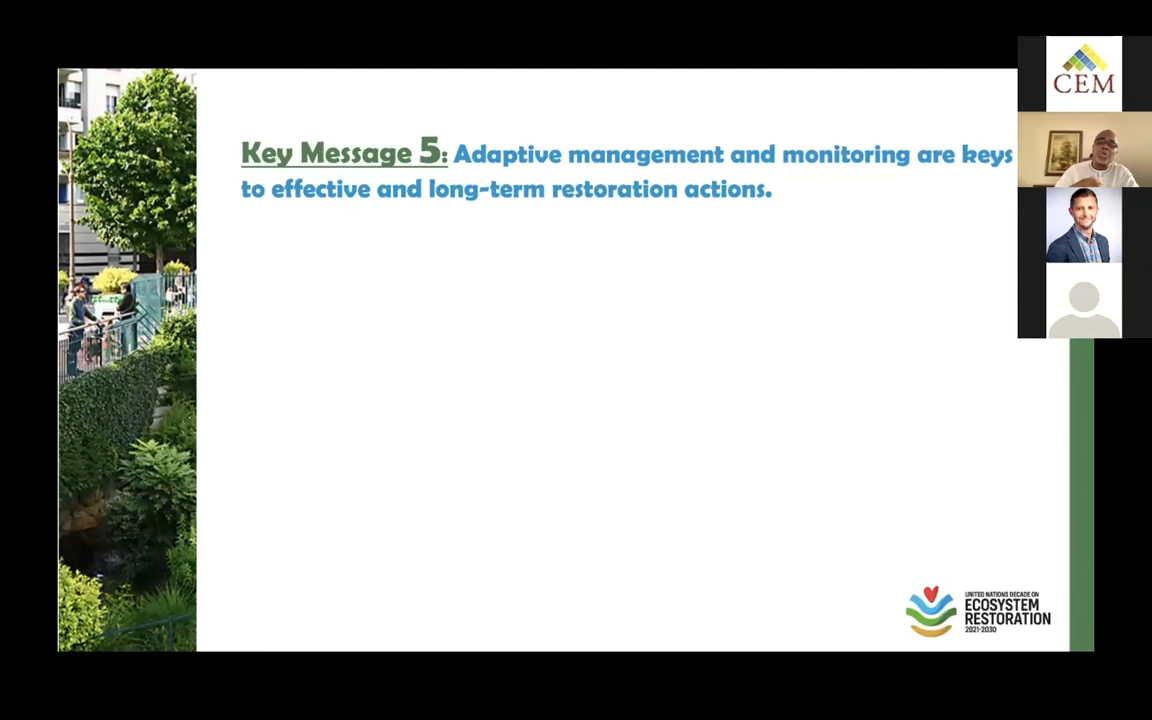 CEM
Key Message 5: Adaptive management and monitoring are keys
to effective and long-term restoration actions.
UNITED NATIONS DECADE ON
ECOSYSTEM
RESTORATION
2021-2030